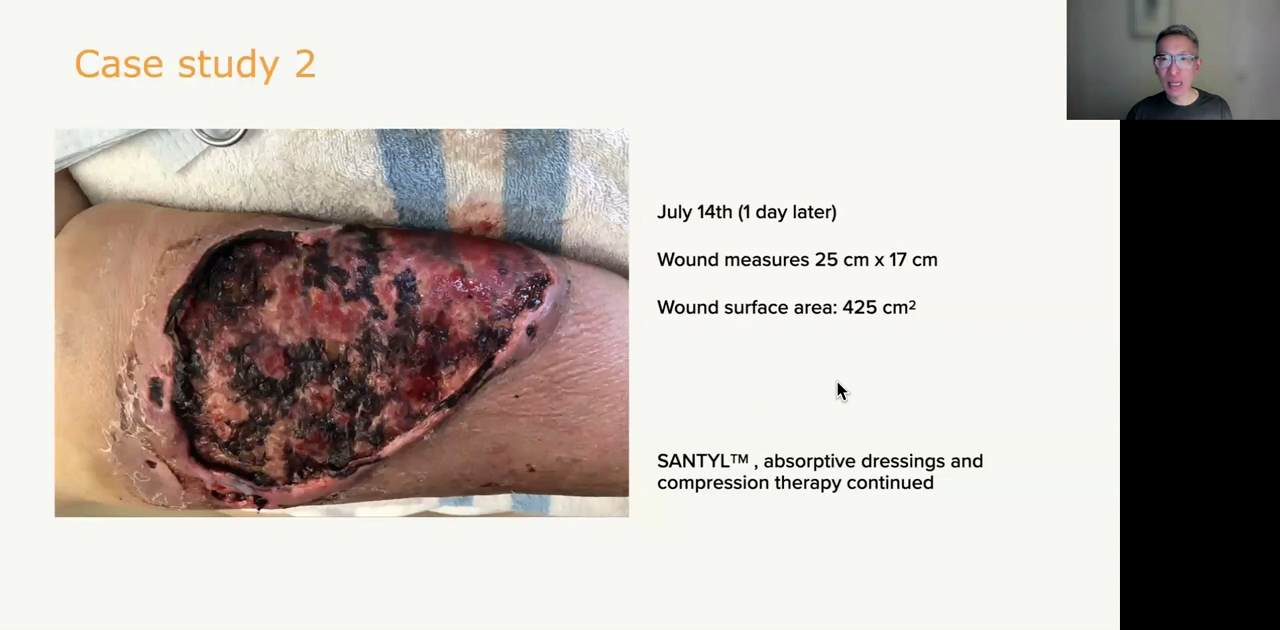 Case study 2
July 14th (1 day later)
Wound measures 25 cm x 17 cm
Wound surface area: 425 cm²
SANTYL™ , absorptive dressings and
compression therapy continued